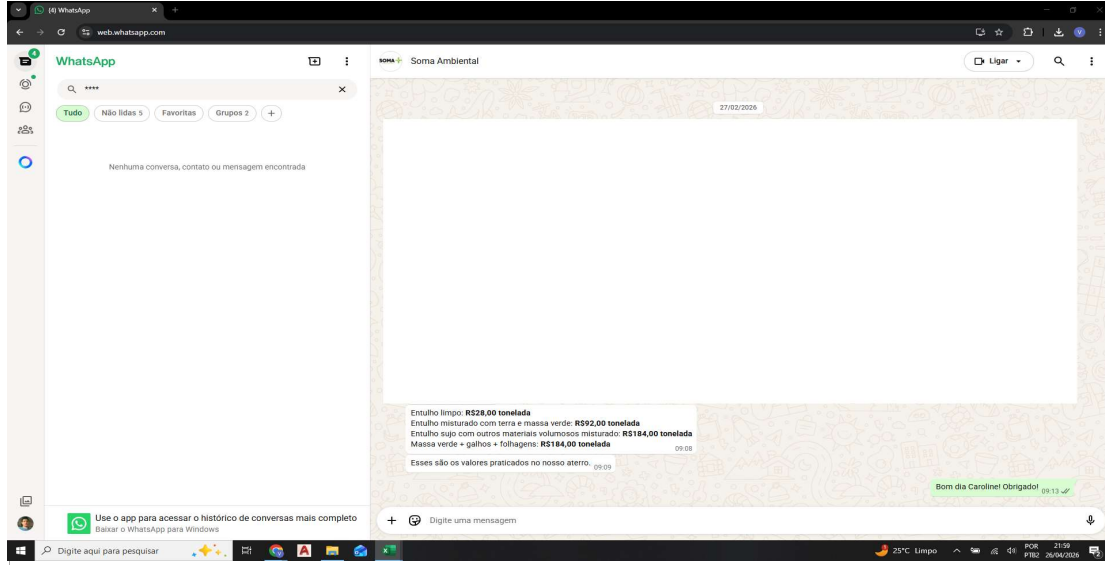 (4) WhatsApp
web.whatsapp.com
4
WhatsApp
****
Tudo
Não lidas 5
Favoritas
Grupos 2
Nenhuma conversa, contato ou mensagem encontrada
Use o app para acessar o histórico de conversas mais completo
Baixar o WhatsApp para Windows
SOMA
Soma Ambiental
Ligar
27/02/2026
Entulho limpo: R$28,00 tonelada
Entulho misturado com terra e massa verde: R$92,00 tonelada
Entulho sujo com outros materiais volumosos misturado: R$184,00 tonelada
Massa verde + galhos + folhagens: R$184,00 tonelada
09:08
Esses são os valores praticados no nosso aterro. 09:09
Bom dia Caroline! Obrigado! 09:13
Digite uma mensagem
Digite aqui para pesquisar
25°C Limpo
POR
PTB2
21:59
26/04/2026